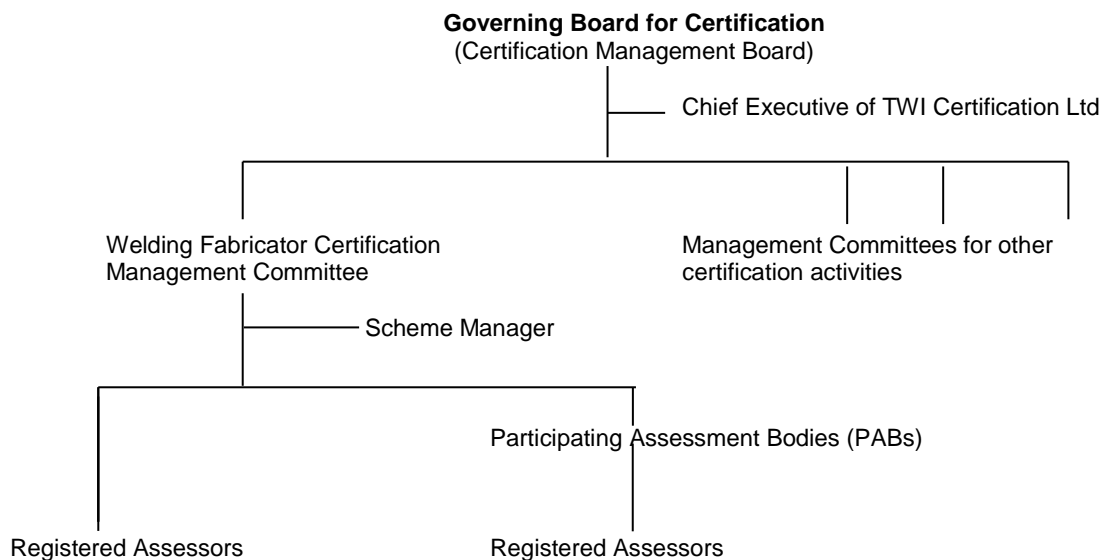 Governing Board for Certification
(Certification Management Board)
Chief Executive of TWI Certification Ltd
Welding Fabricator Certification
Management Committee
Management Committees for other
certification activities
Scheme Manager
Participating Assessment Bodies (PABs)
Registered Assessors
Registered Assessors